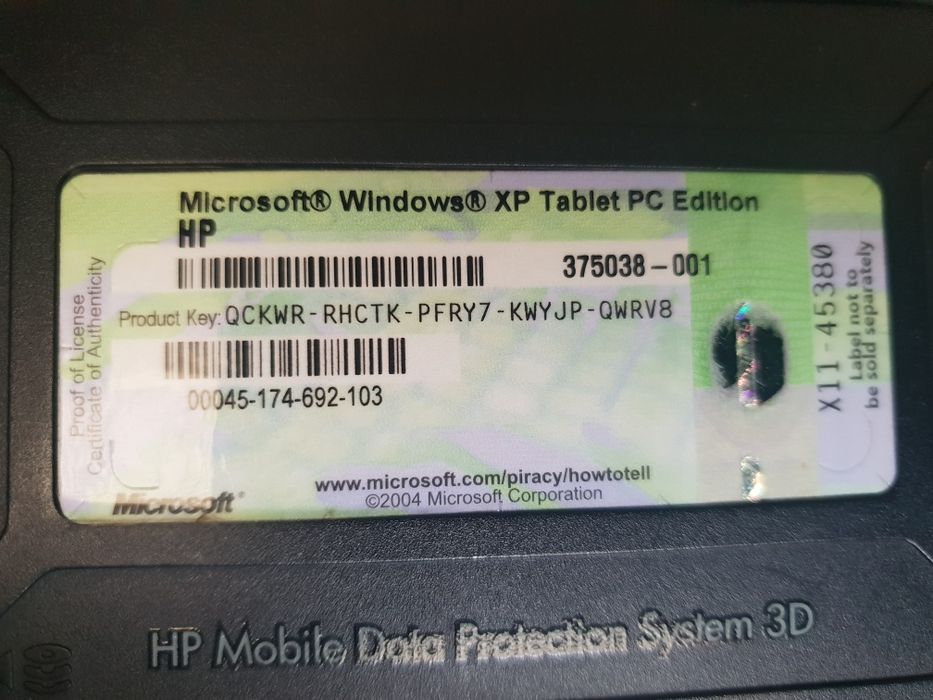 Microsoft® Windows® XP Tablet PC Edition
HP
375038-001
Product Key: QCKWR-RHCTK-PFRY7-KWYJP-QWRV8
00045-174-692-103
Proof of License
Certificate of Authenticity
X11-45380
Label not to
be sold separately
www.microsoft.com/piracy/howtotell
©2004 Microsoft Corporation
Microsoft®
HP Mobile Data Protection System 3D